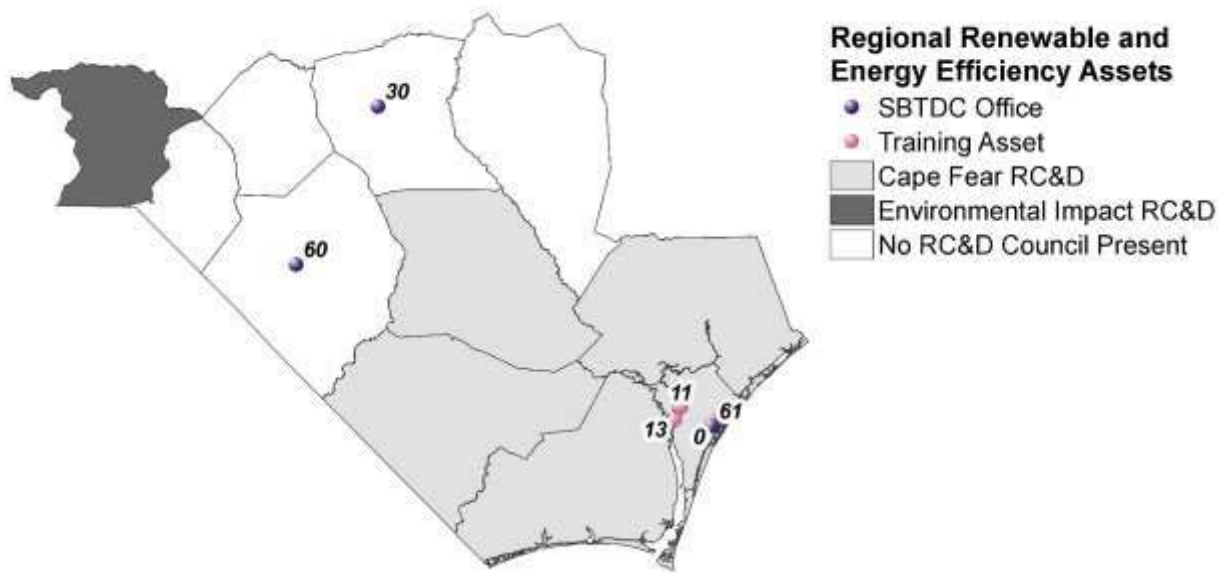 Regional Renewable and
Energy Efficiency Assets
SBTDC Office
Training Asset
Cape Fear RC&D
Environmental Impact RC&D
No RC&D Council Present
30
60
11
13
61
0